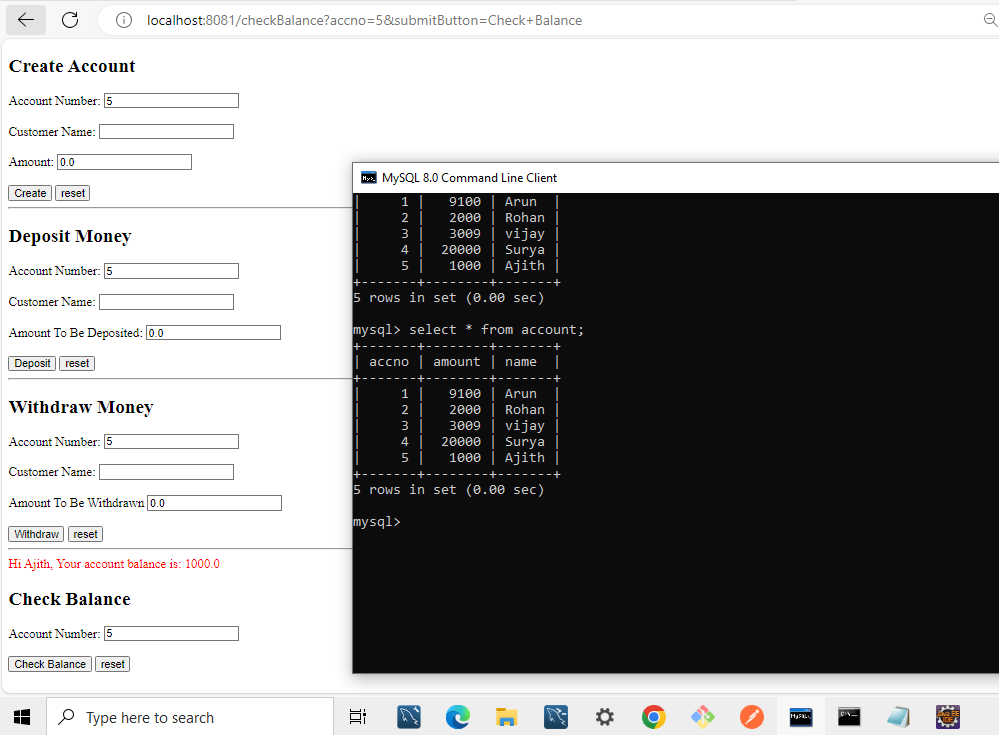 localhost:8081/checkBalance?accno=5&submitButton=Check+Balance
Create Account
Account Number: 5
Customer Name:
Amount: 0.0
Create reset
Deposit Money
Account Number: 5
Customer Name:
Amount To Be Deposited: 0.0
Deposit reset
Withdraw Money
Account Number: 5
Customer Name:
Amount To Be Withdrawn 0.0
Withdraw reset
Hi Ajith, Your account balance is: 1000.0
Check Balance
Account Number: 5
Check Balance reset
MySQL 8.0 Command Line Client
| 1 | 9100 | Arun |
| 2 | 2000 | Rohan |
| 3 | 3009 | vijay |
| 4 | 20000 | Surya |
| 5 | 1000 | Ajith |
+-------+--------+-------+
5 rows in set (0.00 sec)
mysql> select * from account;
+-------+--------+-------+
| accno | amount | name |
+-------+--------+-------+
| 1 | 9100 | Arun |
| 2 | 2000 | Rohan |
| 3 | 3009 | vijay |
| 4 | 20000 | Surya |
| 5 | 1000 | Ajith |
+-------+--------+-------+
5 rows in set (0.00 sec)
mysql>
Type here to search